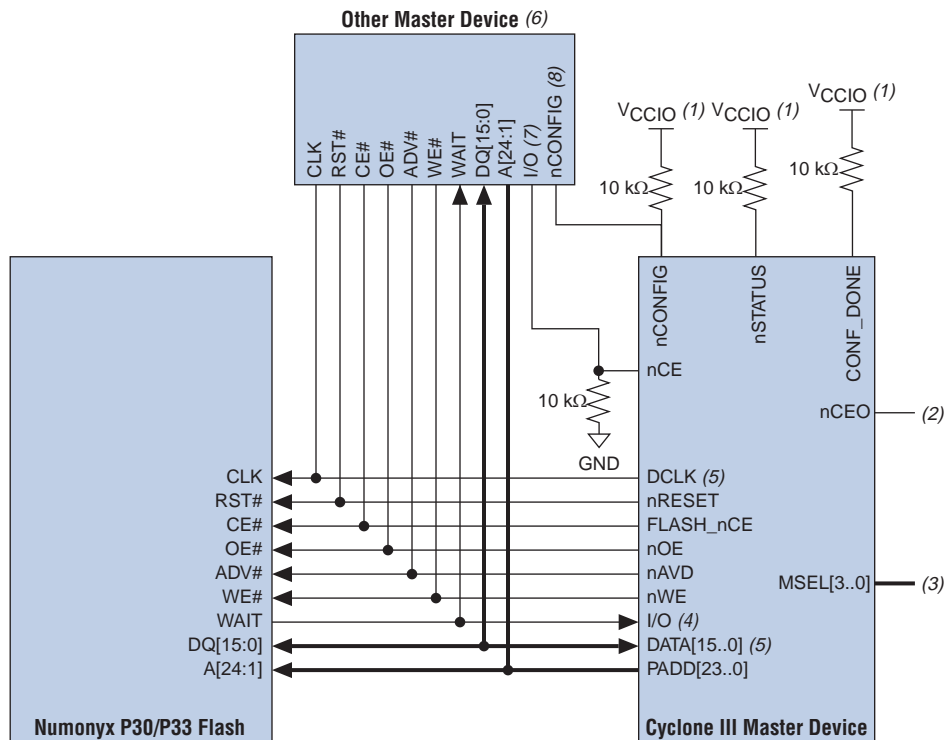 Other Master Device (6)
CLK
RST#
CE#
OE#
ADV#
WE#
WAIT
DQ[15:0]
A[24:1]
I/O (7)
nCONFIG (8)
VCCIO (1)
VCCIO (1)
VCCIO (1)
10 kΩ
10 kΩ
10 kΩ
nCONFIG
nSTATUS
CONF_DONE
nCE
10 kΩ
GND
nCEO
(2)
CLK
DCLK (5)
RST#
nRESET
CE#
FLASH_nCE
OE#
nOE
ADV#
nAVD
MSEL[3..0]
(3)
WE#
nWE
WAIT
I/O (4)
DQ[15:0]
DATA[15..0] (5)
A[24:1]
PADD[23..0]
Numonyx P30/P33 Flash
Cyclone III Master Device